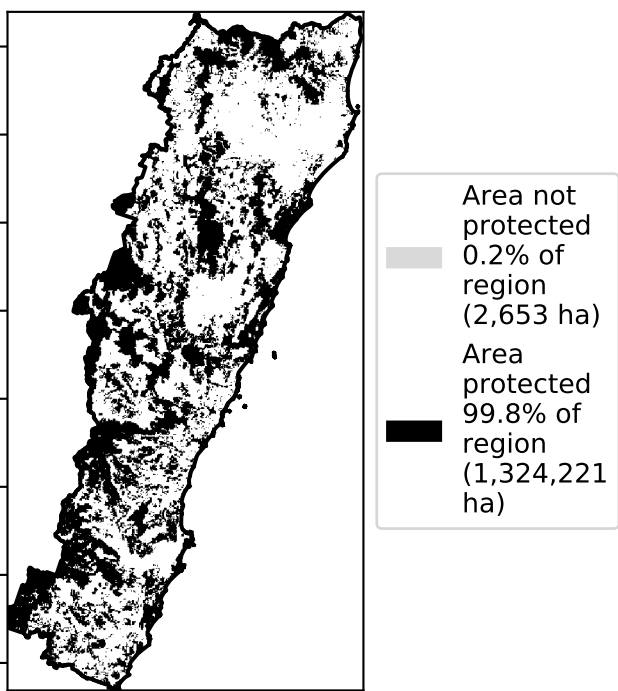 Area not
protected
0.2% of
region
(2,653 ha)
Area
protected
99.8% of
region
(1,324,221
ha)